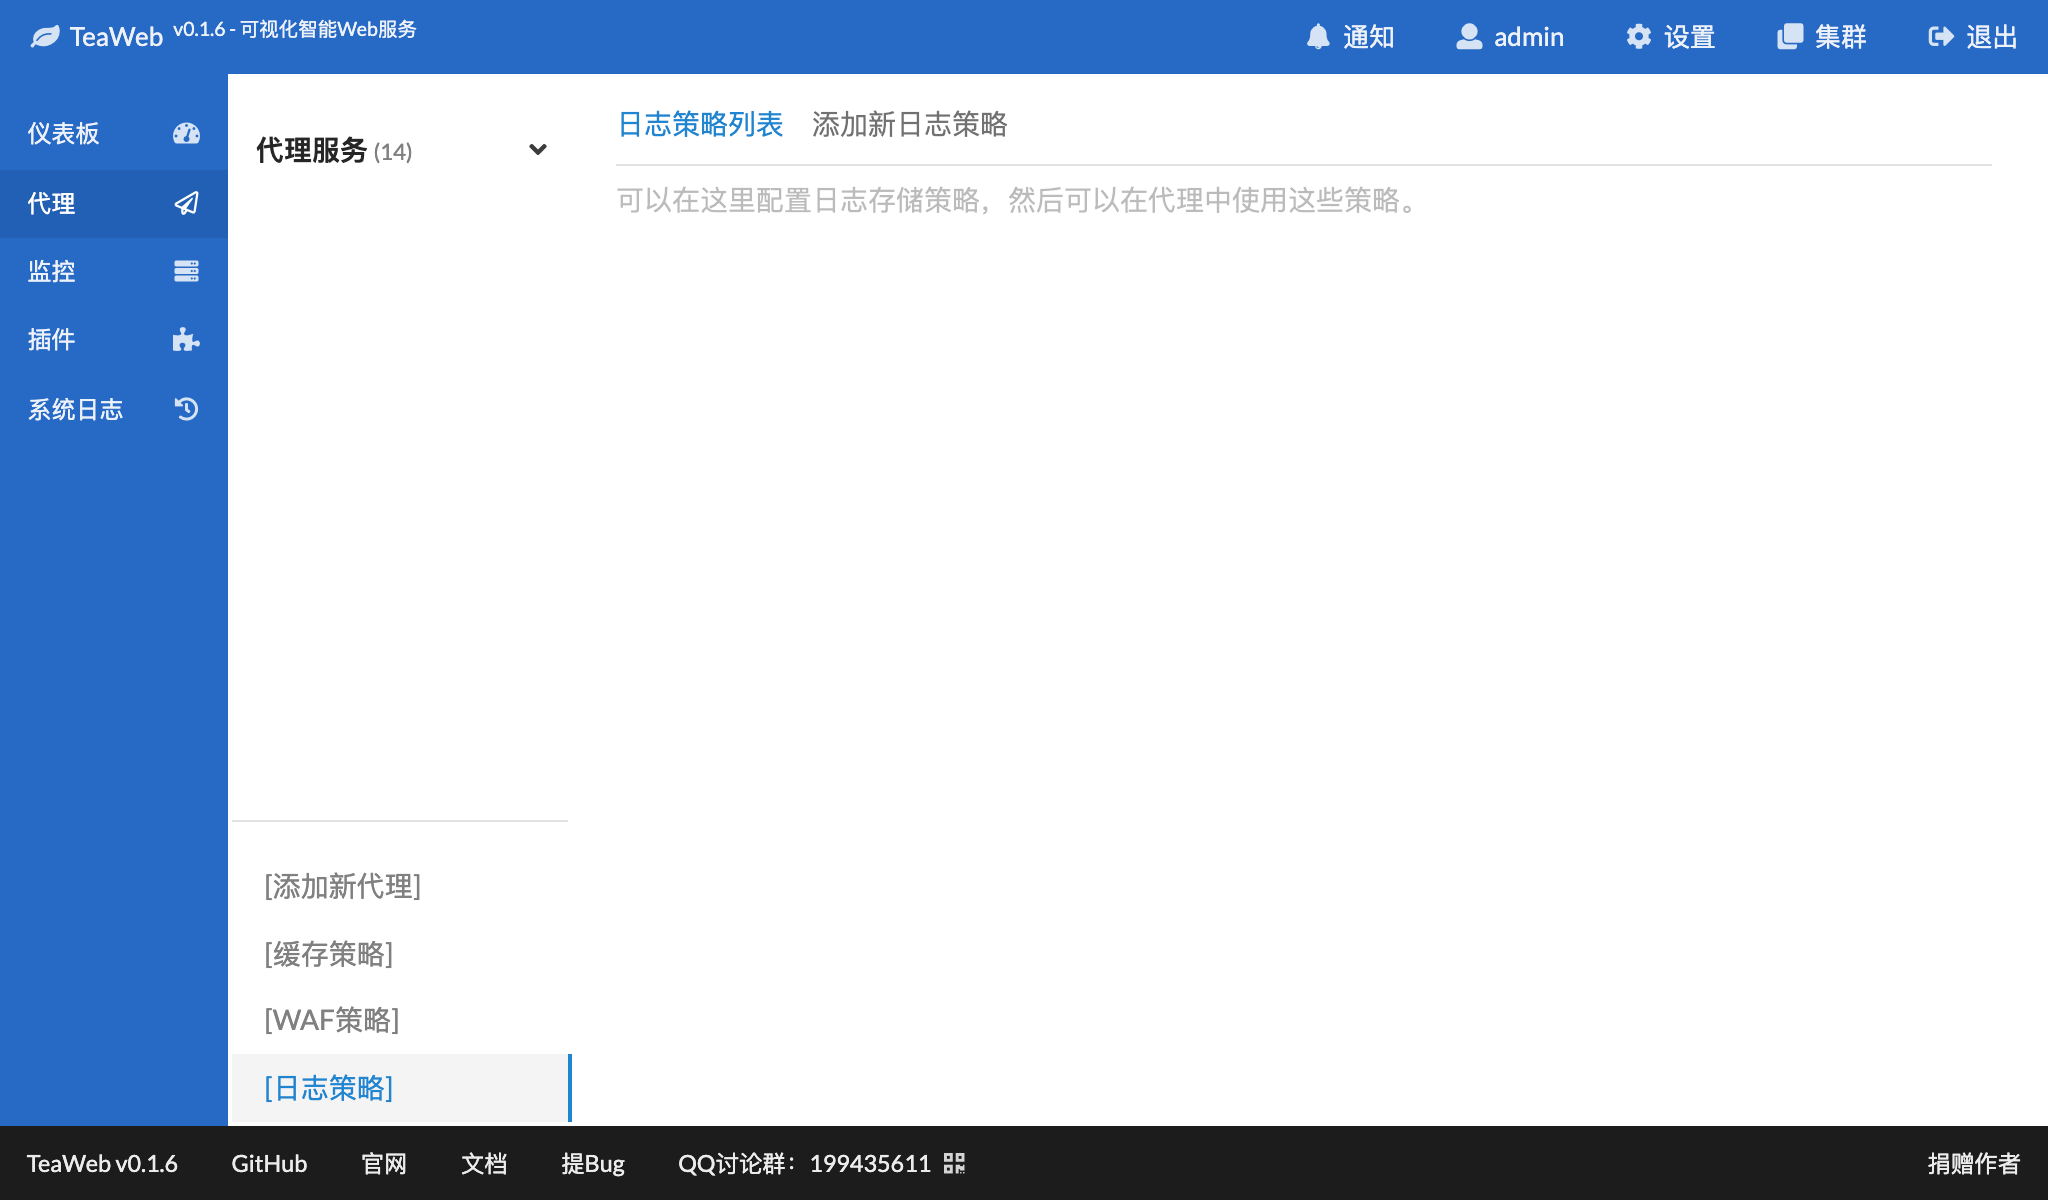 TeaWeb v0.1.6 - 可视化智能Web服务
通知 admin 设置 集群 退出
仪表板
代理
监控
插件
系统日志
代理服务 (14)
日志策略列表 添加新日志策略
可以在这里配置日志存储策略，然后可以在代理中使用这些策略。
[添加新代理]
[缓存策略]
[WAF策略]
[日志策略]
TeaWeb v0.1.6 GitHub 官网 文档 提Bug QQ讨论群：199435611 捐赠作者